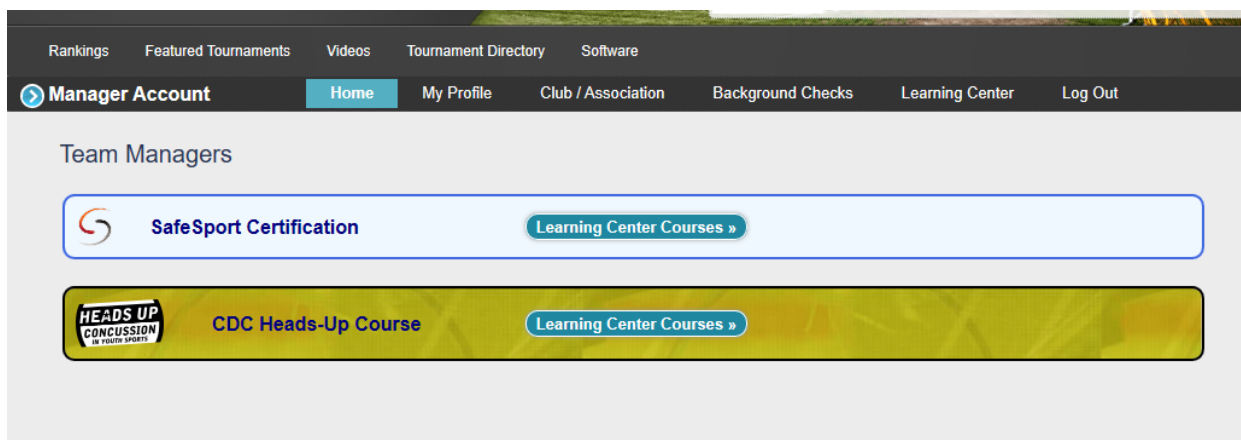 Rankings Featured Tournaments Videos Tournament Directory Software
Manager Account Home My Profile Club / Association Background Checks Learning Center Log Out
Team Managers
SafeSport Certification Learning Center Courses »
HEADS UP
CONCUSSION
IN YOUTH SPORTS
CDC Heads-Up Course Learning Center Courses »